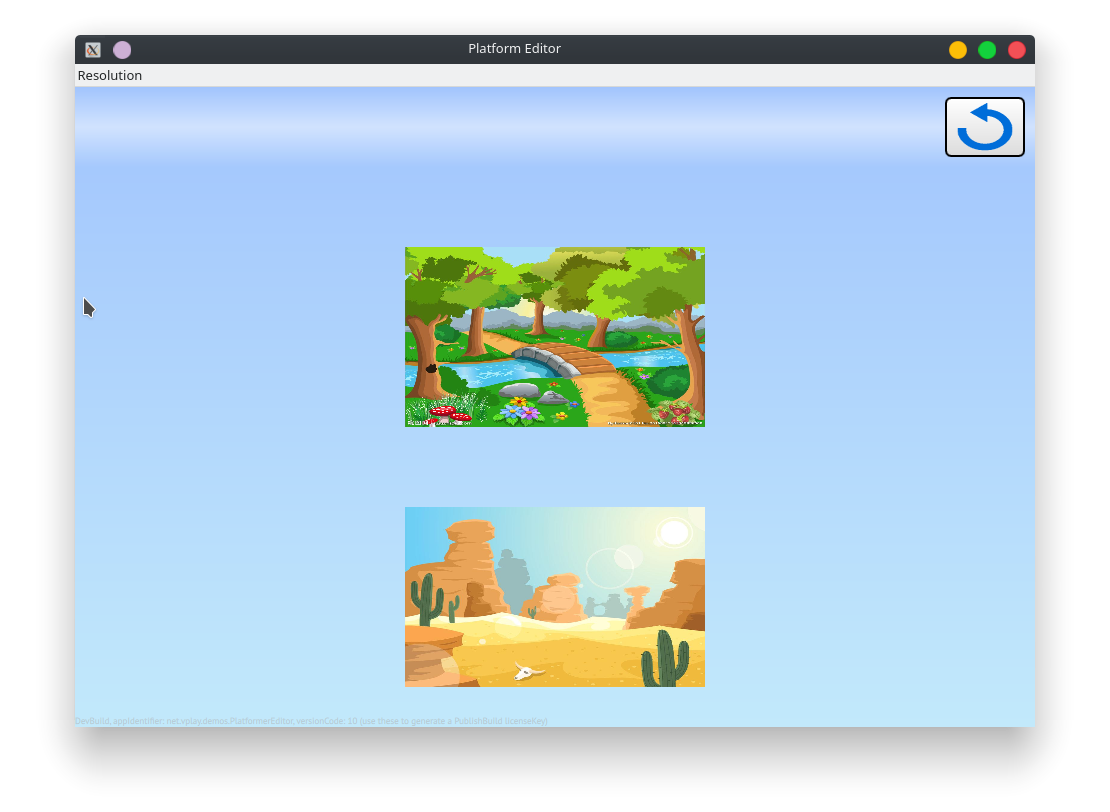 Platform Editor
Resolution
DevBuild, appIdentifier: net.vplay.demos.PlatformerEditor, versionCode: 10 (use these to generate a PublishBuild licenseKey)